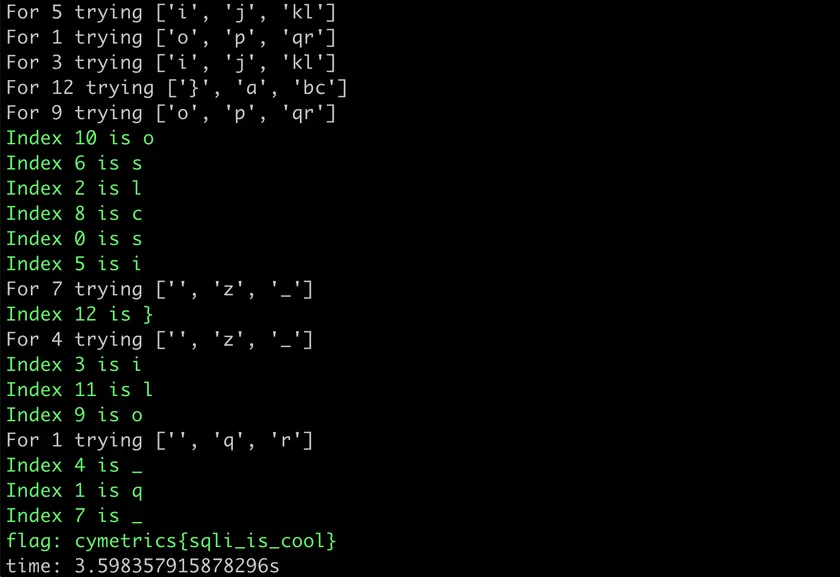 For 5 trying ['i', 'j', 'kl']
For 1 trying ['o', 'p', 'qr']
For 3 trying ['i', 'j', 'kl']
For 12 trying ['}', 'a', 'bc']
For 9 trying ['o', 'p', 'qr']
Index 10 is o
Index 6 is s
Index 2 is l
Index 8 is c
Index 0 is s
Index 5 is i
For 7 trying ['', 'z', '_']
Index 12 is }
For 4 trying ['', 'z', '_']
Index 3 is i
Index 11 is l
Index 9 is o
For 1 trying ['', 'q', 'r']
Index 4 is _
Index 1 is q
Index 7 is _
flag: cymetrics{sqli_is_cool}
time: 3.598357915878296s